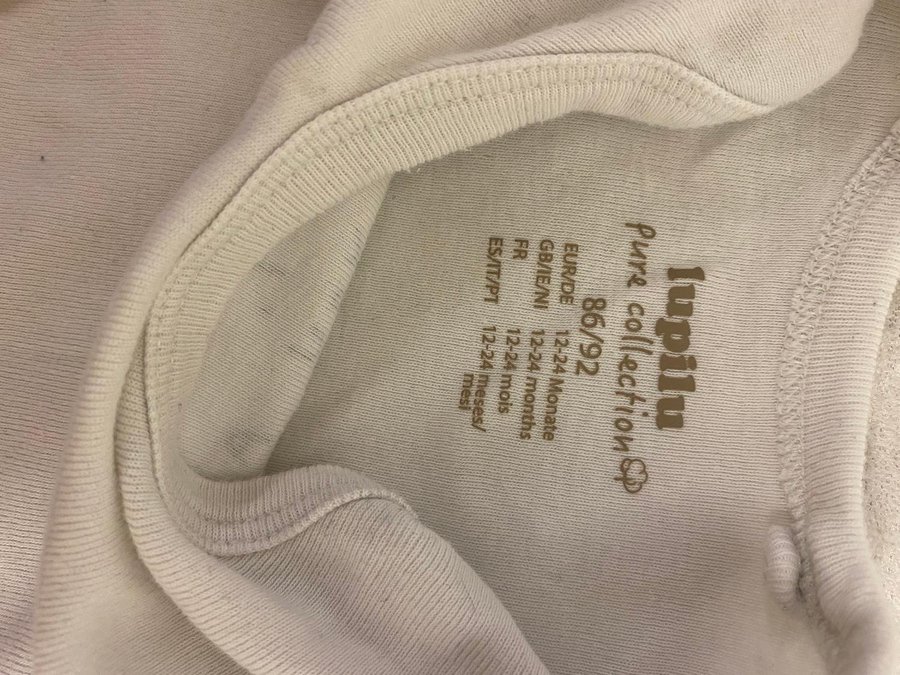 lupilu
pure collection
86/92
EUR/DE 12-24 Monate
GB/IE/NI 12-24 months
FR 12-24 mois
ES/IT/PT 12-24 meses/
mesi